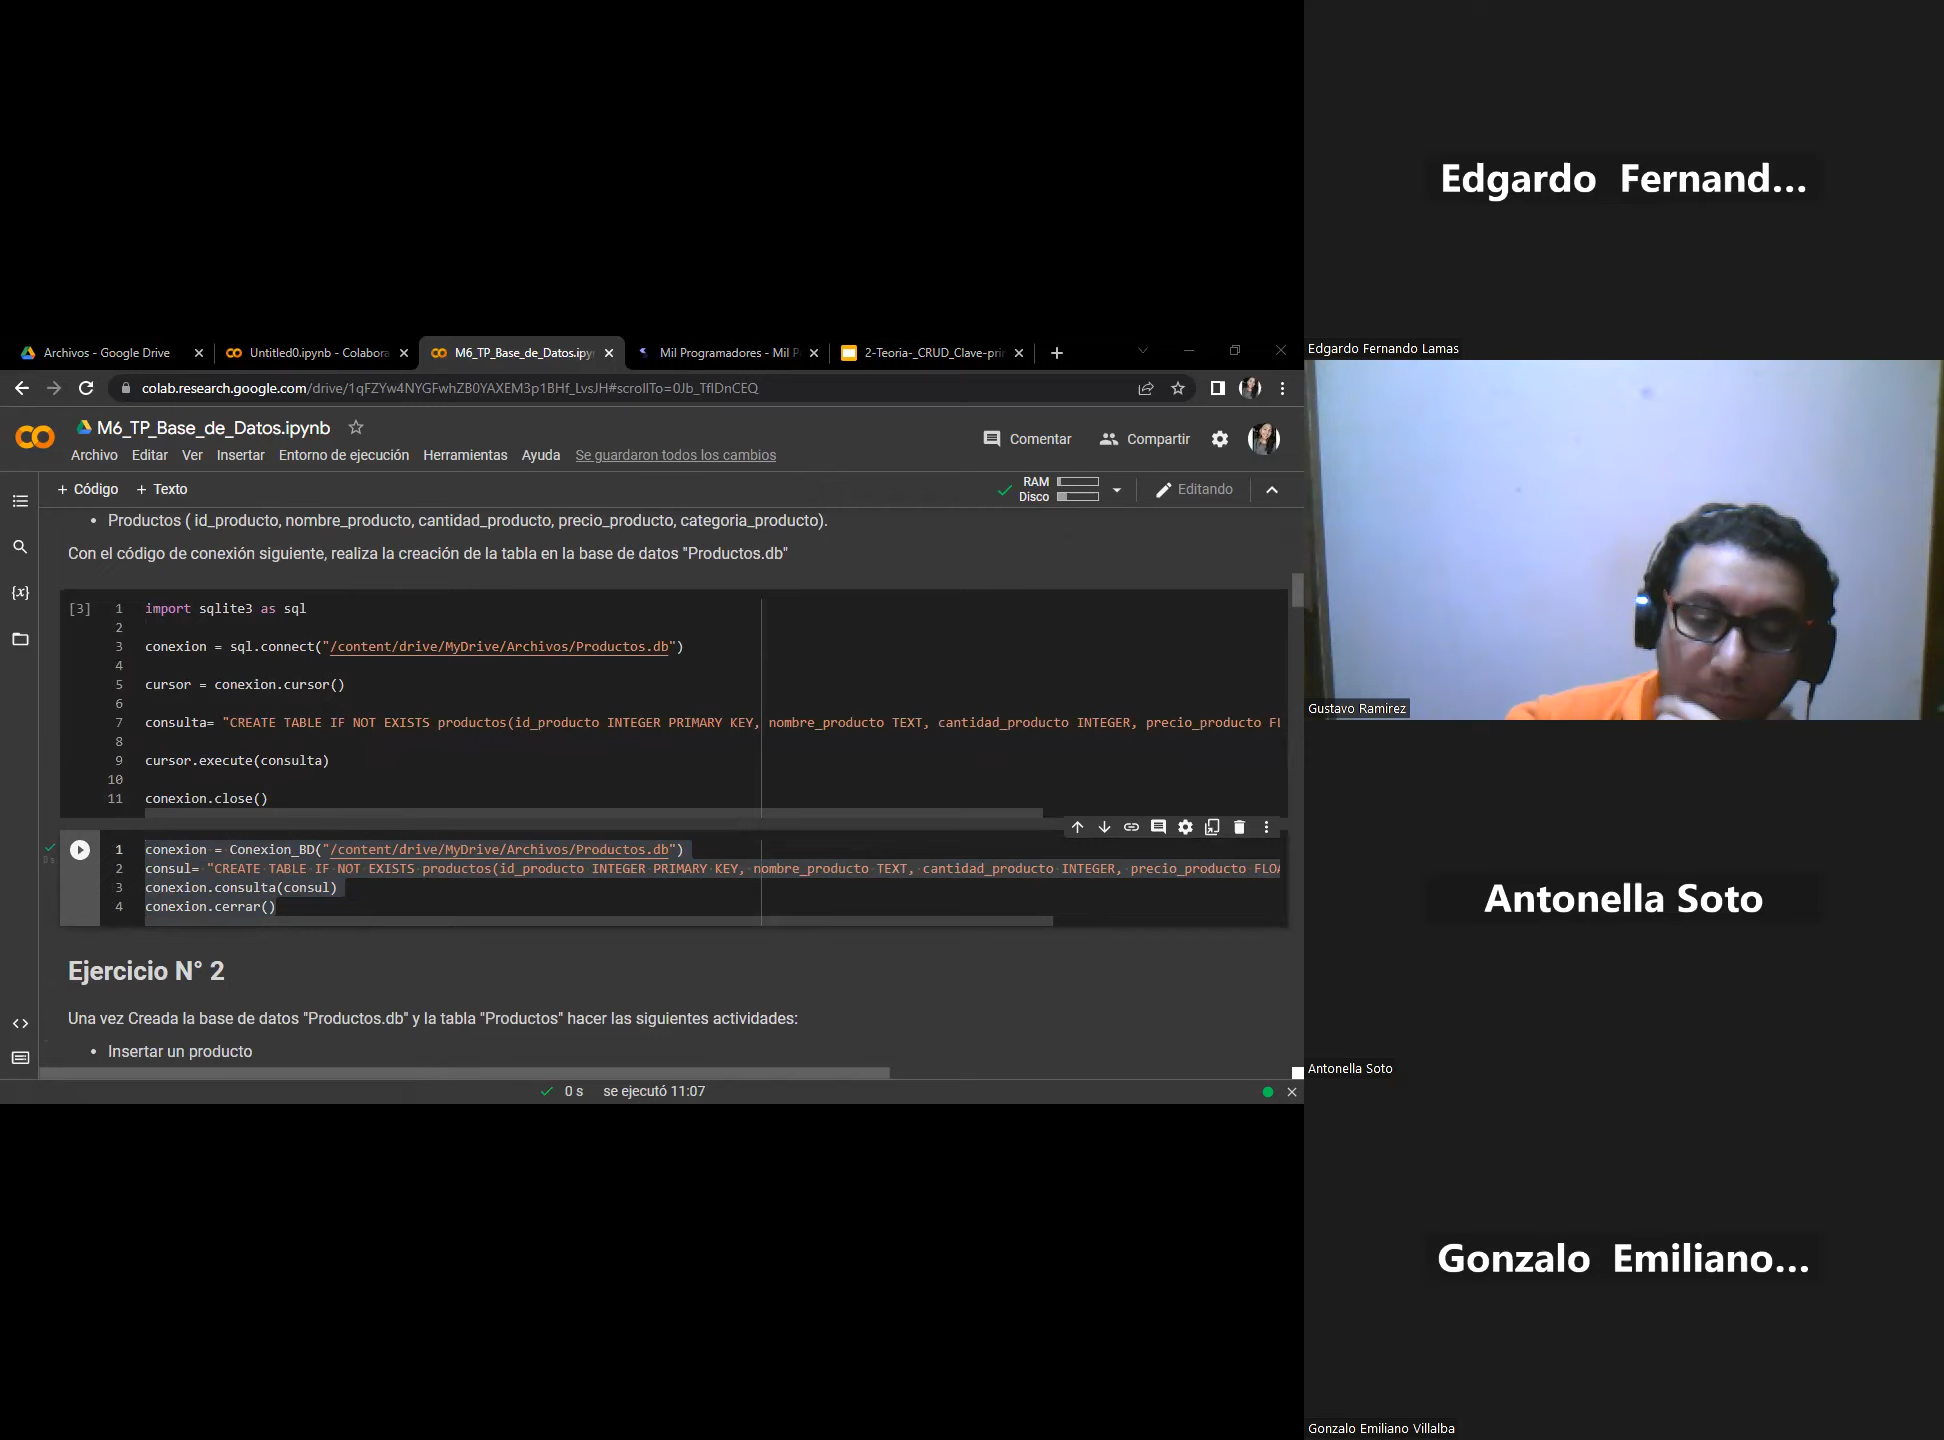 Archivos - Google Drive
Untitled0.ipynb - Colabora
M6_TP_Base_de_Datos.ipy
Mil Programadores - Mil P
2-Teoria-_CRUD_Clave-pri
colab.research.google.com/drive/1qFZYw4NYGFwhZB0YAXEM3p1BHf_LvsJH#scrollTo=0Jb_TflDnCEQ
M6_TP_Base_de_Datos.ipynb
Comentar
Compartir
Archivo Editar Ver Insertar Entorno de ejecución Herramientas Ayuda Se guardaron todos los cambios
+ Código + Texto
RAM
Disco
Editando
• Productos ( id_producto, nombre_producto, cantidad_producto, precio_producto, categoria_producto).
Con el código de conexión siguiente, realiza la creación de la tabla en la base de datos "Productos.db"
[3]
1 import sqlite3 as sql
2
3 conexion = sql.connect("/content/drive/MyDrive/Archivos/Productos.db")
4
5 cursor = conexion.cursor()
6
7 consulta= "CREATE TABLE IF NOT EXISTS productos(id_producto INTEGER PRIMARY KEY, nombre_producto TEXT, cantidad_producto INTEGER, precio_producto FL
8
9 cursor.execute(consulta)
10
11 conexion.close()
1 conexion = Conexion_BD("/content/drive/MyDrive/Archivos/Productos.db")
2 consul= "CREATE TABLE IF NOT EXISTS productos(id_producto INTEGER PRIMARY KEY, nombre_producto TEXT, cantidad_producto INTEGER, precio_producto FLOA
3 conexion.consulta(consul)
4 conexion.cerrar()
Ejercicio N° 2
Una vez Creada la base de datos "Productos.db" y la tabla "Productos" hacer las siguientes actividades:
• Insertar un producto
0 s se ejecutó 11:07
Edgardo Fernand...
Edgardo Fernando Lamas
Gustavo Ramirez
Antonella Soto
Antonella Soto
Gonzalo Emiliano...
Gonzalo Emiliano Villalba